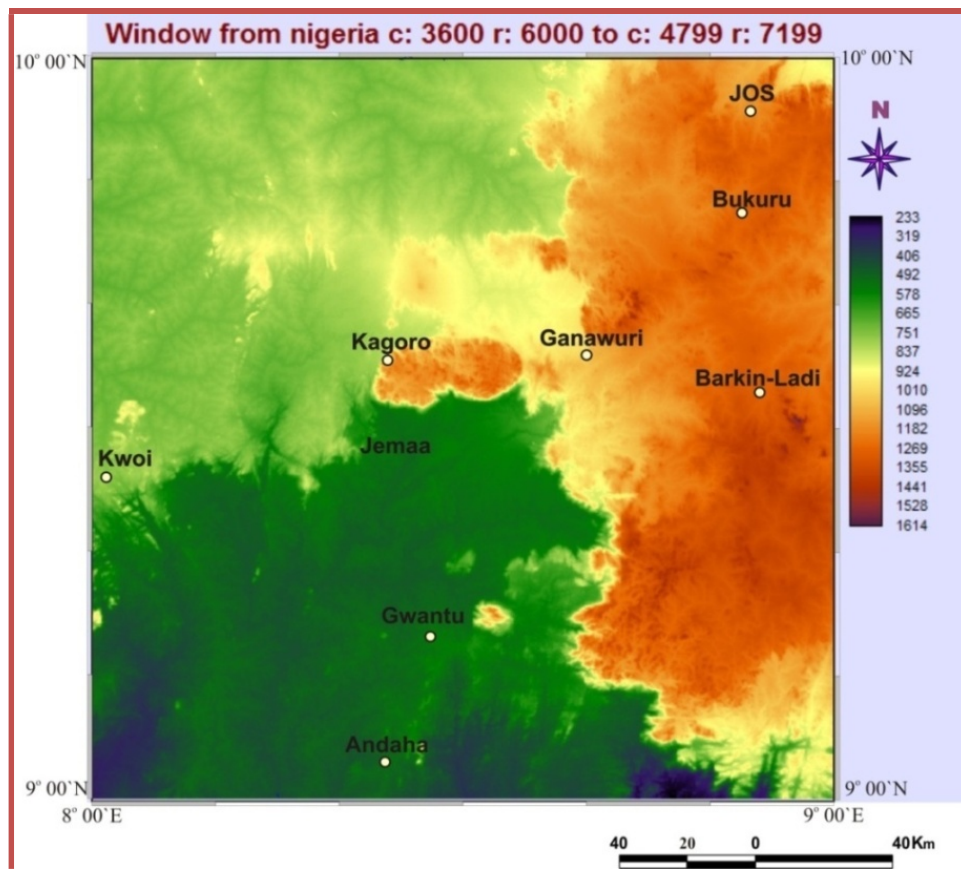 Window from nigeria c: 3600 r: 6000 to c: 4799 r: 7199
10° 00`N
10° 00`N
JOS
N
Bukuru
233
319
406
492
578
665
751
837
924
1010
1096
1182
1269
1355
1441
1528
1614
Kagoro
Ganawuri
Barkin-Ladi
Jemaa
Kwoi
Gwantu
Andaha
9° 00`N
9° 00`N
8° 00`E
9° 00`E
40 20 0 40Km